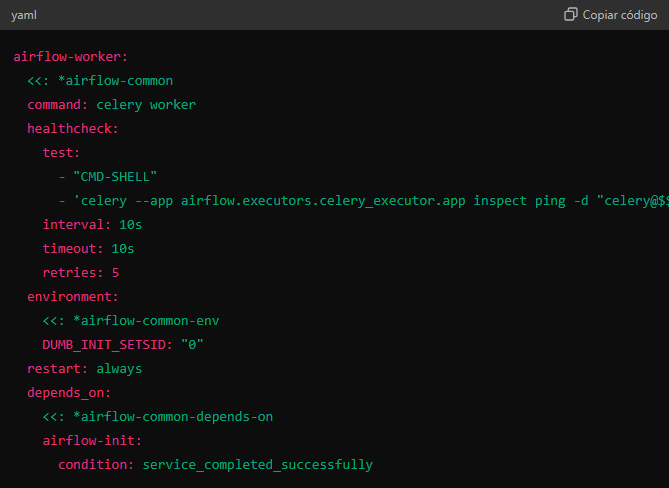 yaml
Copiar código
airflow-worker:
  <<: *airflow-common
  command: celery worker
  healthcheck:
    test:
      - "CMD-SHELL"
      - 'celery --app airflow.executors.celery_executor.app inspect ping -d "celery@$
    interval: 10s
    timeout: 10s
    retries: 5
  environment:
    <<: *airflow-common-env
    DUMB_INIT_SETSID: "0"
  restart: always
  depends_on:
    <<: *airflow-common-depends-on
    airflow-init:
      condition: service_completed_successfully